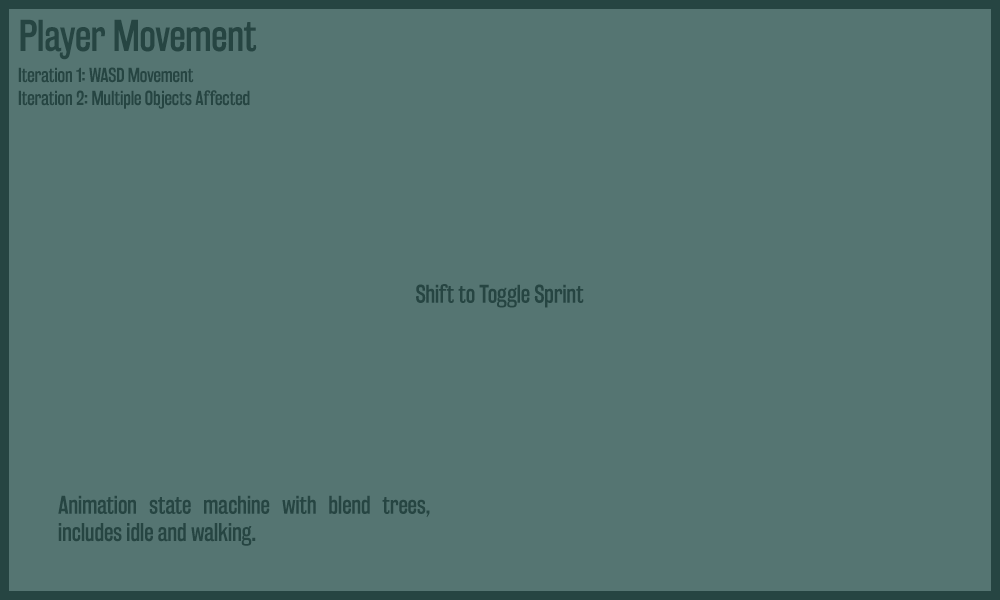 Player Movement
Iteration 1: WASD Movement
Iteration 2: Multiple Objects Affected
Shift to Toggle Sprint
Animation state machine with blend trees,
includes idle and walking.